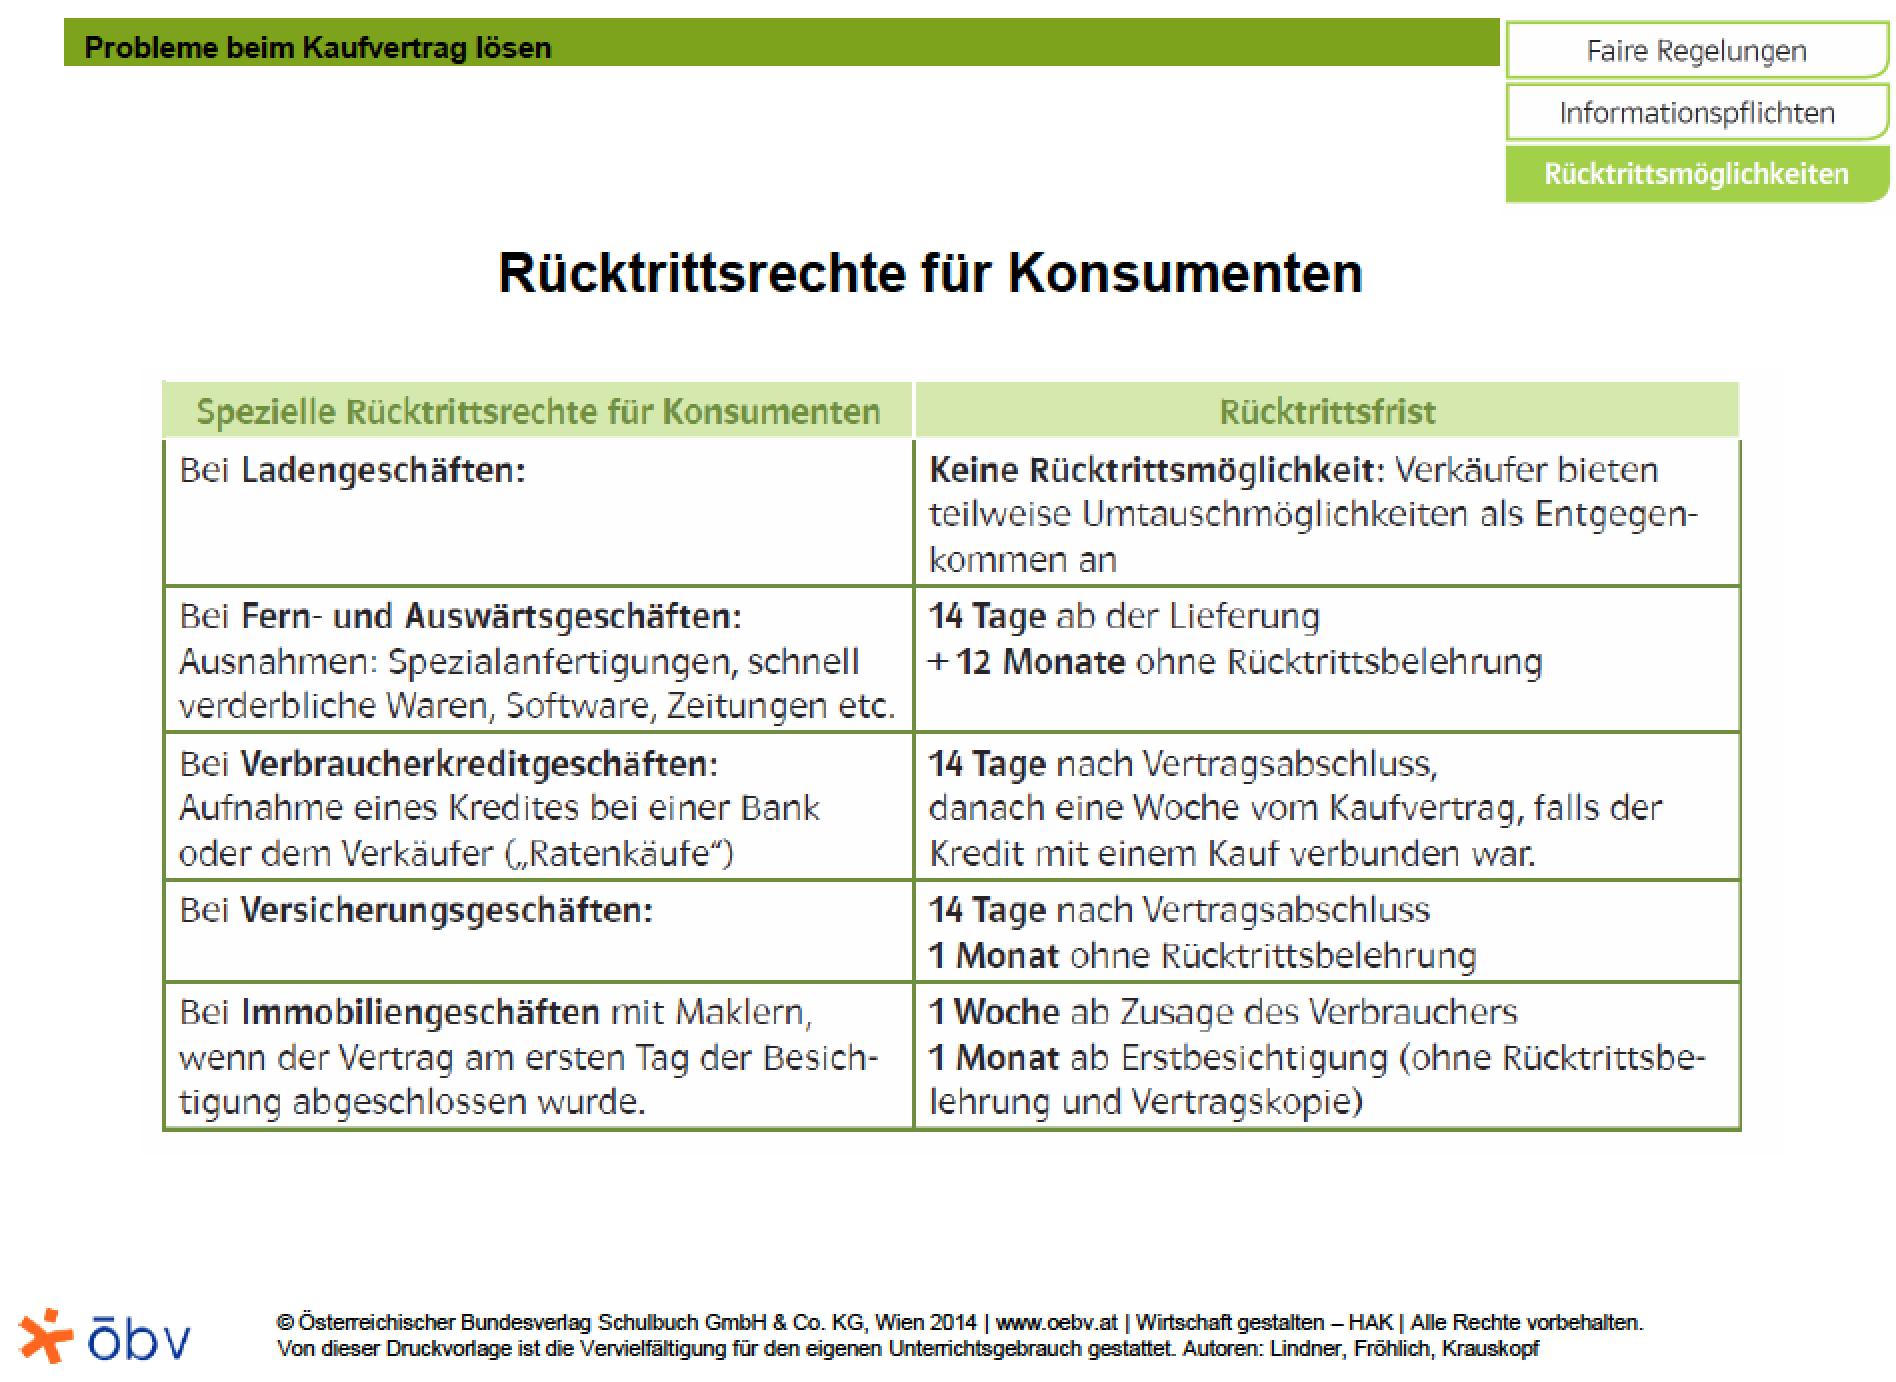 Probleme beim Kaufvertrag lösen
Faire Regelungen
Informationspflichten
Rücktrittsmöglichkeiten
Rücktrittsrechte für Konsumenten
Spezielle Rücktrittsrechte für Konsumenten
Rücktrittsfrist
Bei Ladengeschäften:
Keine Rücktrittsmöglichkeit: Verkäufer bieten
teilweise Umtauschmöglichkeiten als Entgegen-
kommen an
Bei Fern- und Auswärtsgeschäften:
Ausnahmen: Spezialanfertigungen, schnell
verderbliche Waren, Software, Zeitungen etc.
14 Tage ab der Lieferung
+ 12 Monate ohne Rücktrittsbelehrung
Bei Verbraucherkreditgeschäften:
Aufnahme eines Kredites bei einer Bank
oder dem Verkäufer („Ratenkäufe“)
14 Tage nach Vertragsabschluss,
danach eine Woche vom Kaufvertrag, falls der
Kredit mit einem Kauf verbunden war.
Bei Versicherungsgeschäften:
14 Tage nach Vertragsabschluss
1 Monat ohne Rücktrittsbelehrung
Bei Immobiliengeschäften mit Maklern,
wenn der Vertrag am ersten Tag der Besich-
tigung abgeschlossen wurde.
1 Woche ab Zusage des Verbrauchers
1 Monat ab Erstbesichtigung (ohne Rücktrittsbe-
lehrung und Vertragskopie)
ōbv
© Österreichischer Bundesverlag Schulbuch GmbH & Co. KG, Wien 2014 | www.oebv.at | Wirtschaft gestalten – HAK | Alle Rechte vorbehalten.
Von dieser Druckvorlage ist die Vervielfältigung für den eigenen Unterrichtsgebrauch gestattet. Autoren: Lindner, Fröhlich, Krauskopf